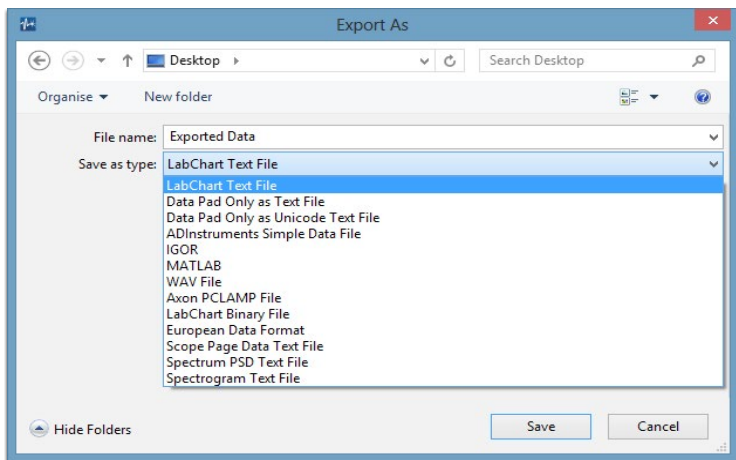 Export As
Desktop
Search Desktop
Organise
New folder
File name: Exported Data
Save as type: LabChart Text File
LabChart Text File
Data Pad Only as Text File
Data Pad Only as Unicode Text File
ADInstruments Simple Data File
IGOR
MATLAB
WAV File
Axon PCLAMP File
LabChart Binary File
European Data Format
Scope Page Data Text File
Spectrum PSD Text File
Spectrogram Text File
Hide Folders
Save
Cancel